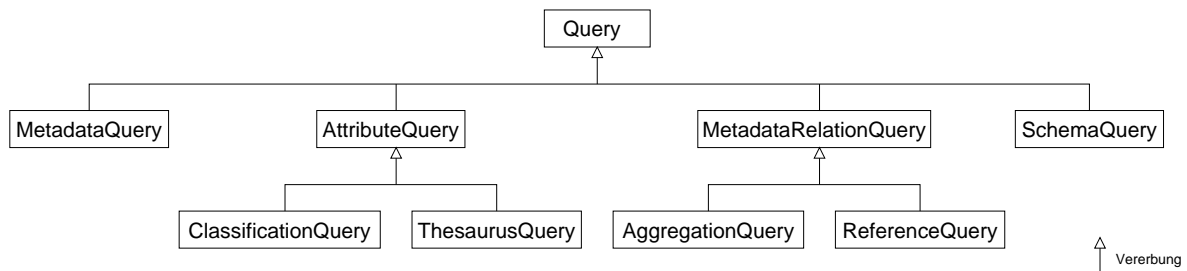 Query
MetadataQuery
AttributeQuery
MetadataRelationQuery
SchemaQuery
ClassificationQuery
ThesaurusQuery
AggregationQuery
ReferenceQuery
Vererbung